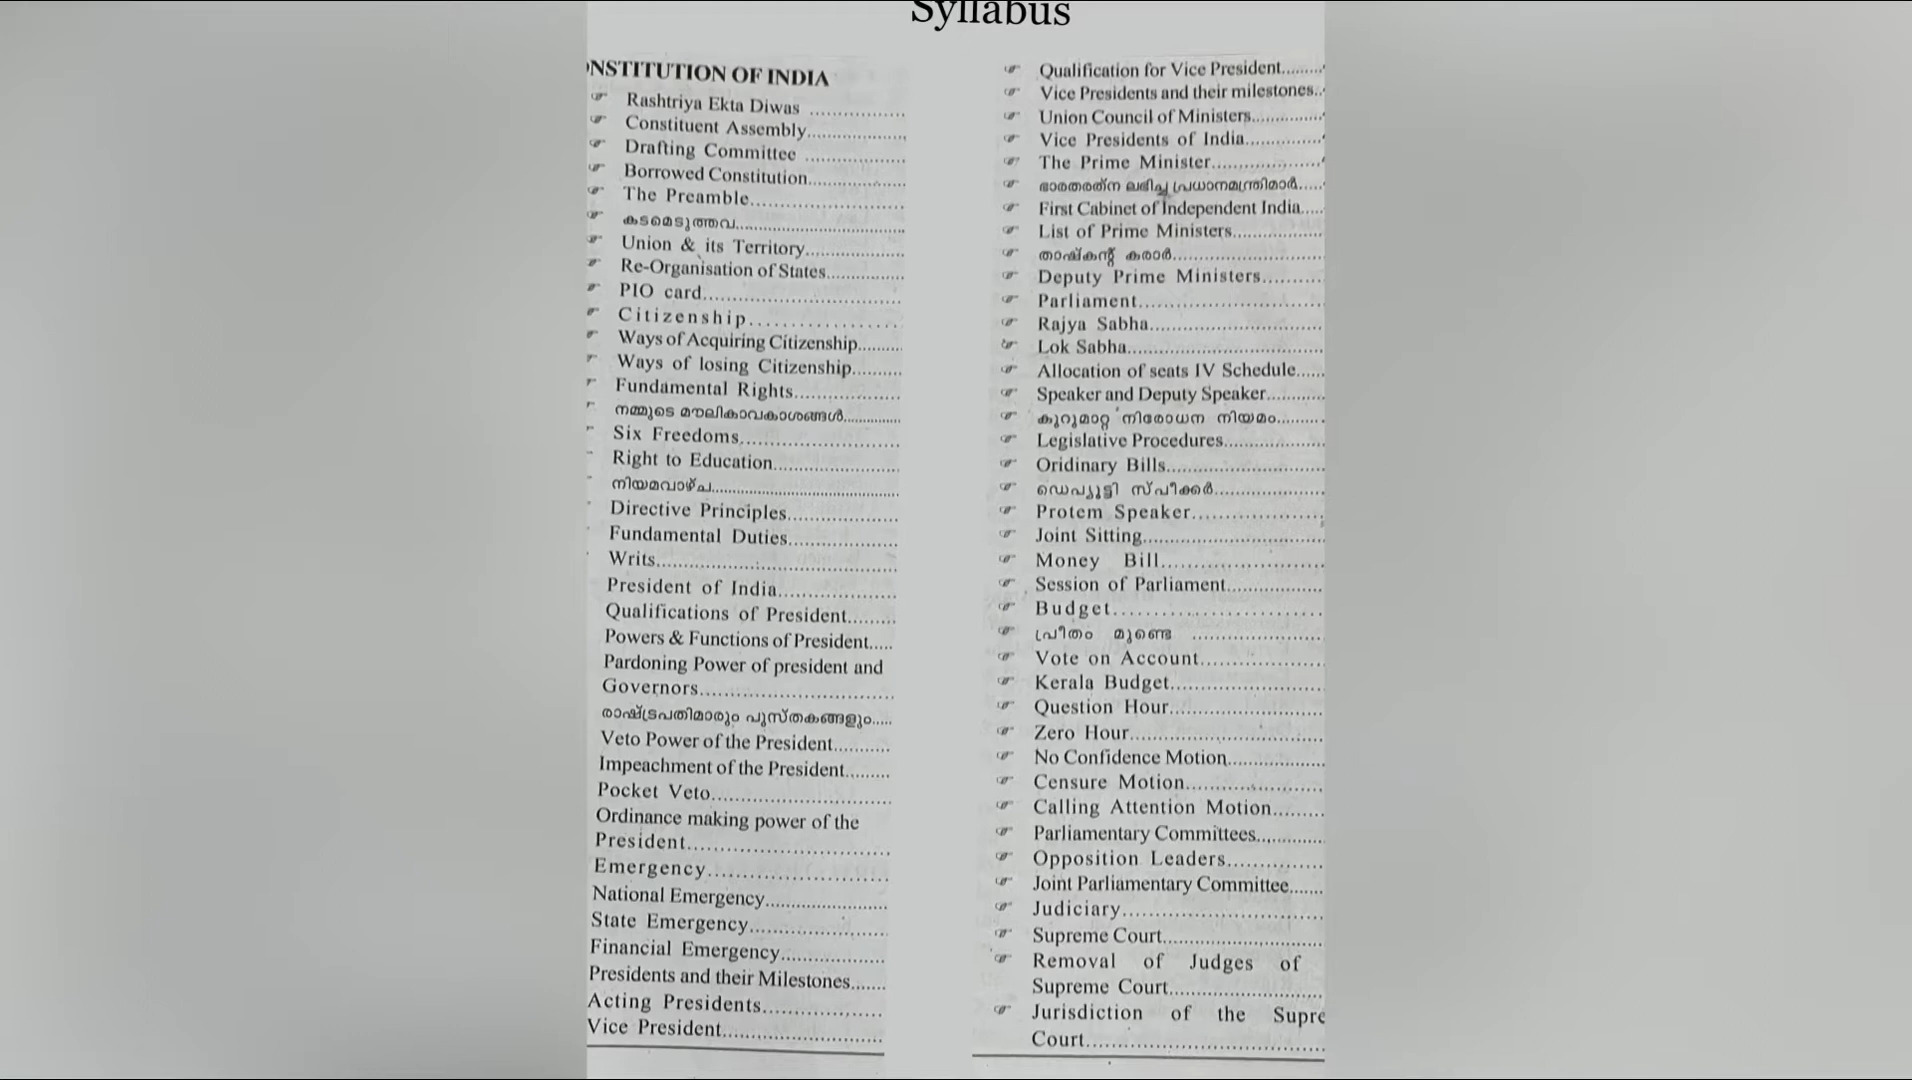 Syllabus
ONSTITUTION OF INDIA
Rashtriya Ekta Diwas ................
Constituent Assembly................
Drafting Committee ................
Borrowed Constitution................
The Preamble................
കടമെടുത്തവ................
Union & its Territory................
Re-Organisation of States................
PIO card................
Citizenship................
Ways of Acquiring Citizenship..........
Ways of losing Citizenship..........
Fundamental Rights................
നമ്മുടെ മൗലികാവകാശങ്ങൾ................
Six Freedoms................
Right to Education................
നിയമവാഴ്ച................
Directive Principles................
Fundamental Duties................
Writs................
President of India................
Qualifications of President.........
Powers & Functions of President.....
Pardoning Power of president and
Governors................
രാഷ്ട്രപതിമാരും പുസ്തകങ്ങളും.....
Veto Power of the President...........
Impeachment of the President.........
Pocket Veto................
Ordinance making power of the
President................
Emergency................
National Emergency................
State Emergency................
Financial Emergency................
Presidents and their Milestones.......
Acting Presidents................
Vice President................
Qualification for Vice President.........
Vice Presidents and their milestones..
Union Council of Ministers................
Vice Presidents of India................
The Prime Minister................
ഭാരതരത്ന ലഭിച്ച പ്രധാനമന്ത്രിമാർ.....
First Cabinet of Independent India.....
List of Prime Ministers................
താഷ്കന്റ് കരാർ................
Deputy Prime Ministers..........
Parliament................
Rajya Sabha................
Lok Sabha................
Allocation of seats IV Schedule......
Speaker and Deputy Speaker...........
കുറുമാറ്റ നിരോധന നിയമം.........
Legislative Procedures................
Oridinary Bills................
ഡെപ്യൂട്ടി സ്പീക്കർ................
Protem Speaker................
Joint Sitting................
Money Bill................
Session of Parliament................
Budget................
പ്രീതം മുണ്ടെ ................
Vote on Account................
Kerala Budget................
Question Hour................
Zero Hour................
No Confidence Motion................
Censure Motion................
Calling Attention Motion.........
Parliamentary Committees............
Opposition Leaders................
Joint Parliamentary Committee.......
Judiciary................
Supreme Court................
Removal of Judges of
Supreme Court................
Jurisdiction of the Supre
Court................